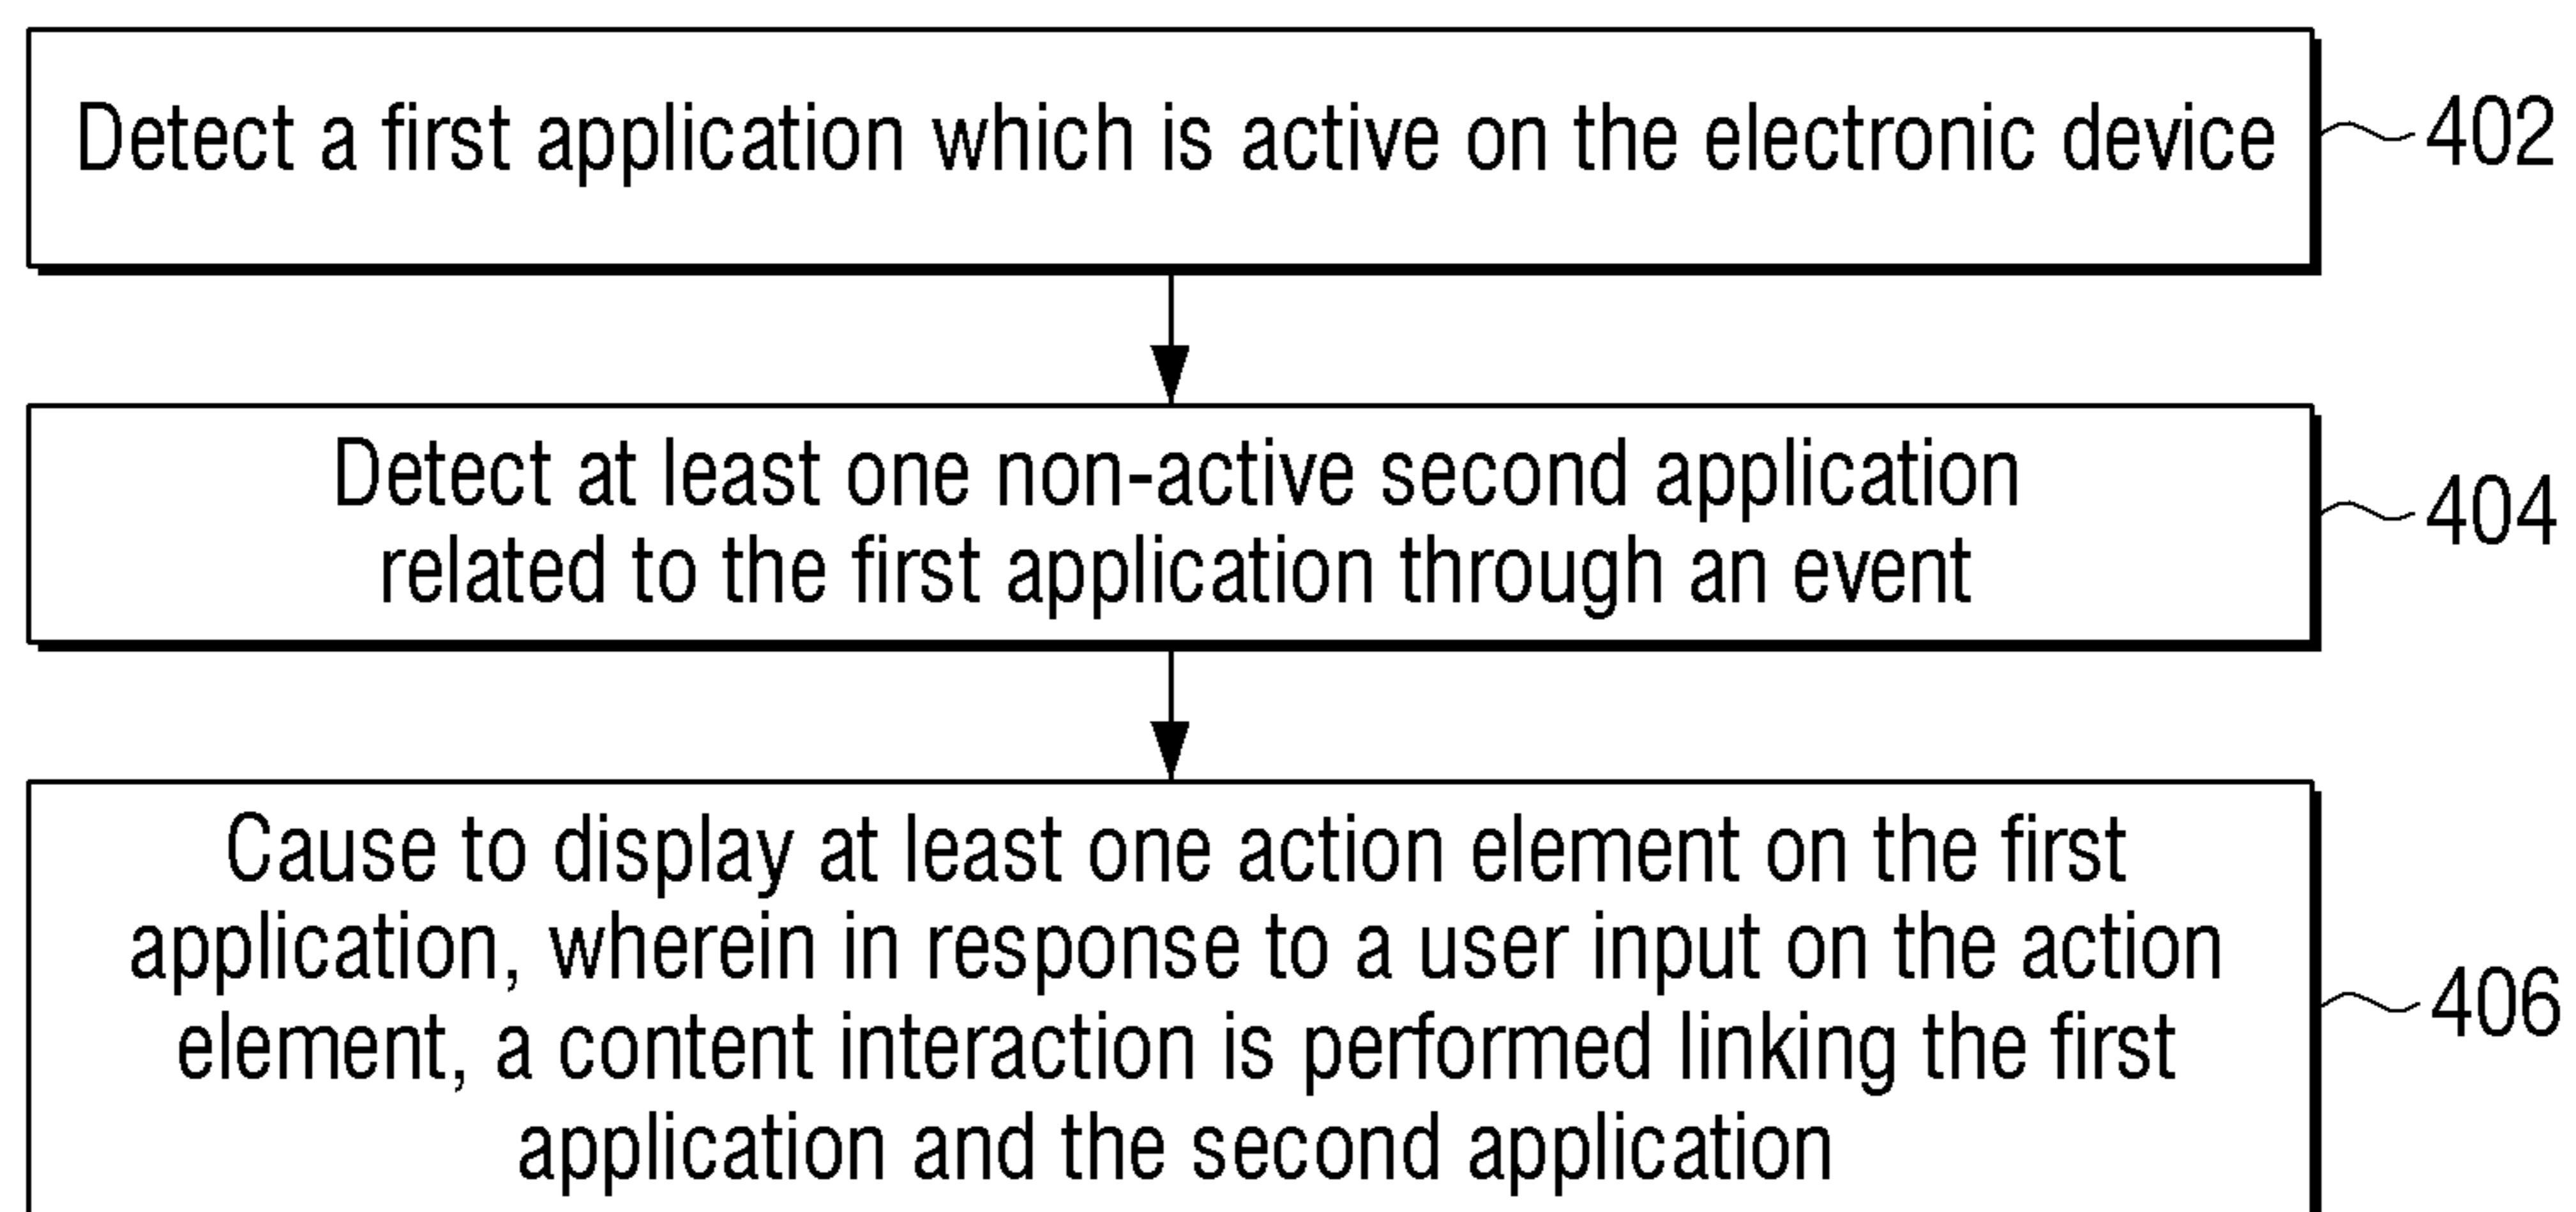 Detect a first application which is active on the electronic device
402
Detect at least one non-active second application
related to the first application through an event
404
Cause to display at least one action element on the first
application, wherein in response to a user input on the action
element, a content interaction is performed linking the first
application and the second application
406